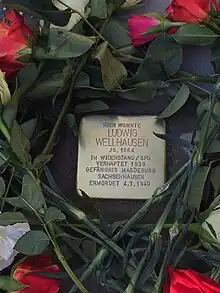 HIER WOHNTE
LUDWIG
WELLHAUSEN
JG. 1884
IM WIDERSTAND/SPD
VERHAFTET 1939
GEFÄNGNIS MAGDEBURG
SACHSENHAUSEN
ERMORDET 4.1.1940